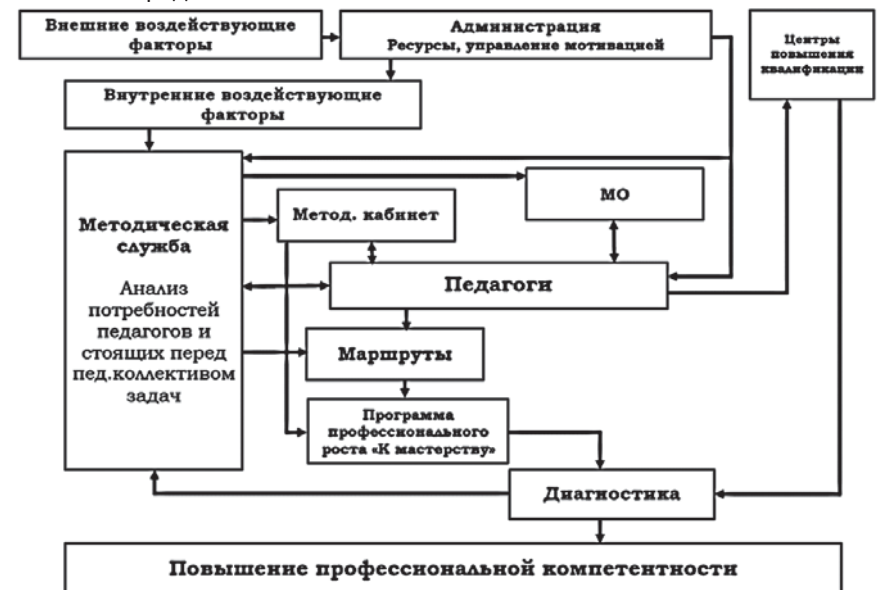 Внешние воздействующие
факторы
Администрация
Ресурсы, управление мотивацией
Центры
повышения
квалификации
Внутренние воздействующие
факторы
Методическая
служба
Анализ
потребностей
педагогов и
стоящих перед
пед.коллективом
задач
МО
Метод. кабинет
Педагоги
Маршруты
Программа
профессионального
роста «К мастерству»
Диагностика
Повышение профессиональной компетентности